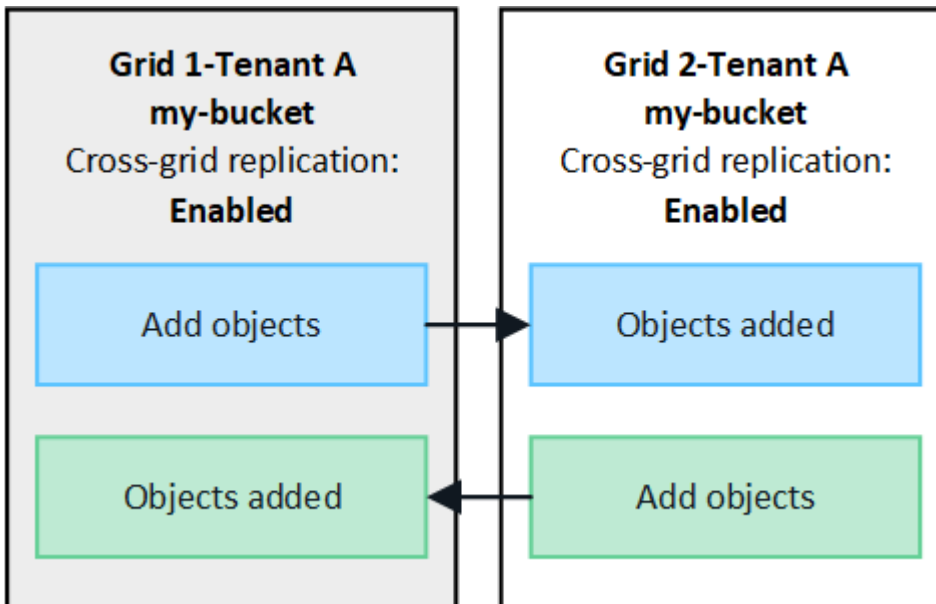 Grid 1-Tenant A
my-bucket
Cross-grid replication:
Enabled
Add objects
Objects added
Grid 2-Tenant A
my-bucket
Cross-grid replication:
Enabled
Objects added
Add objects